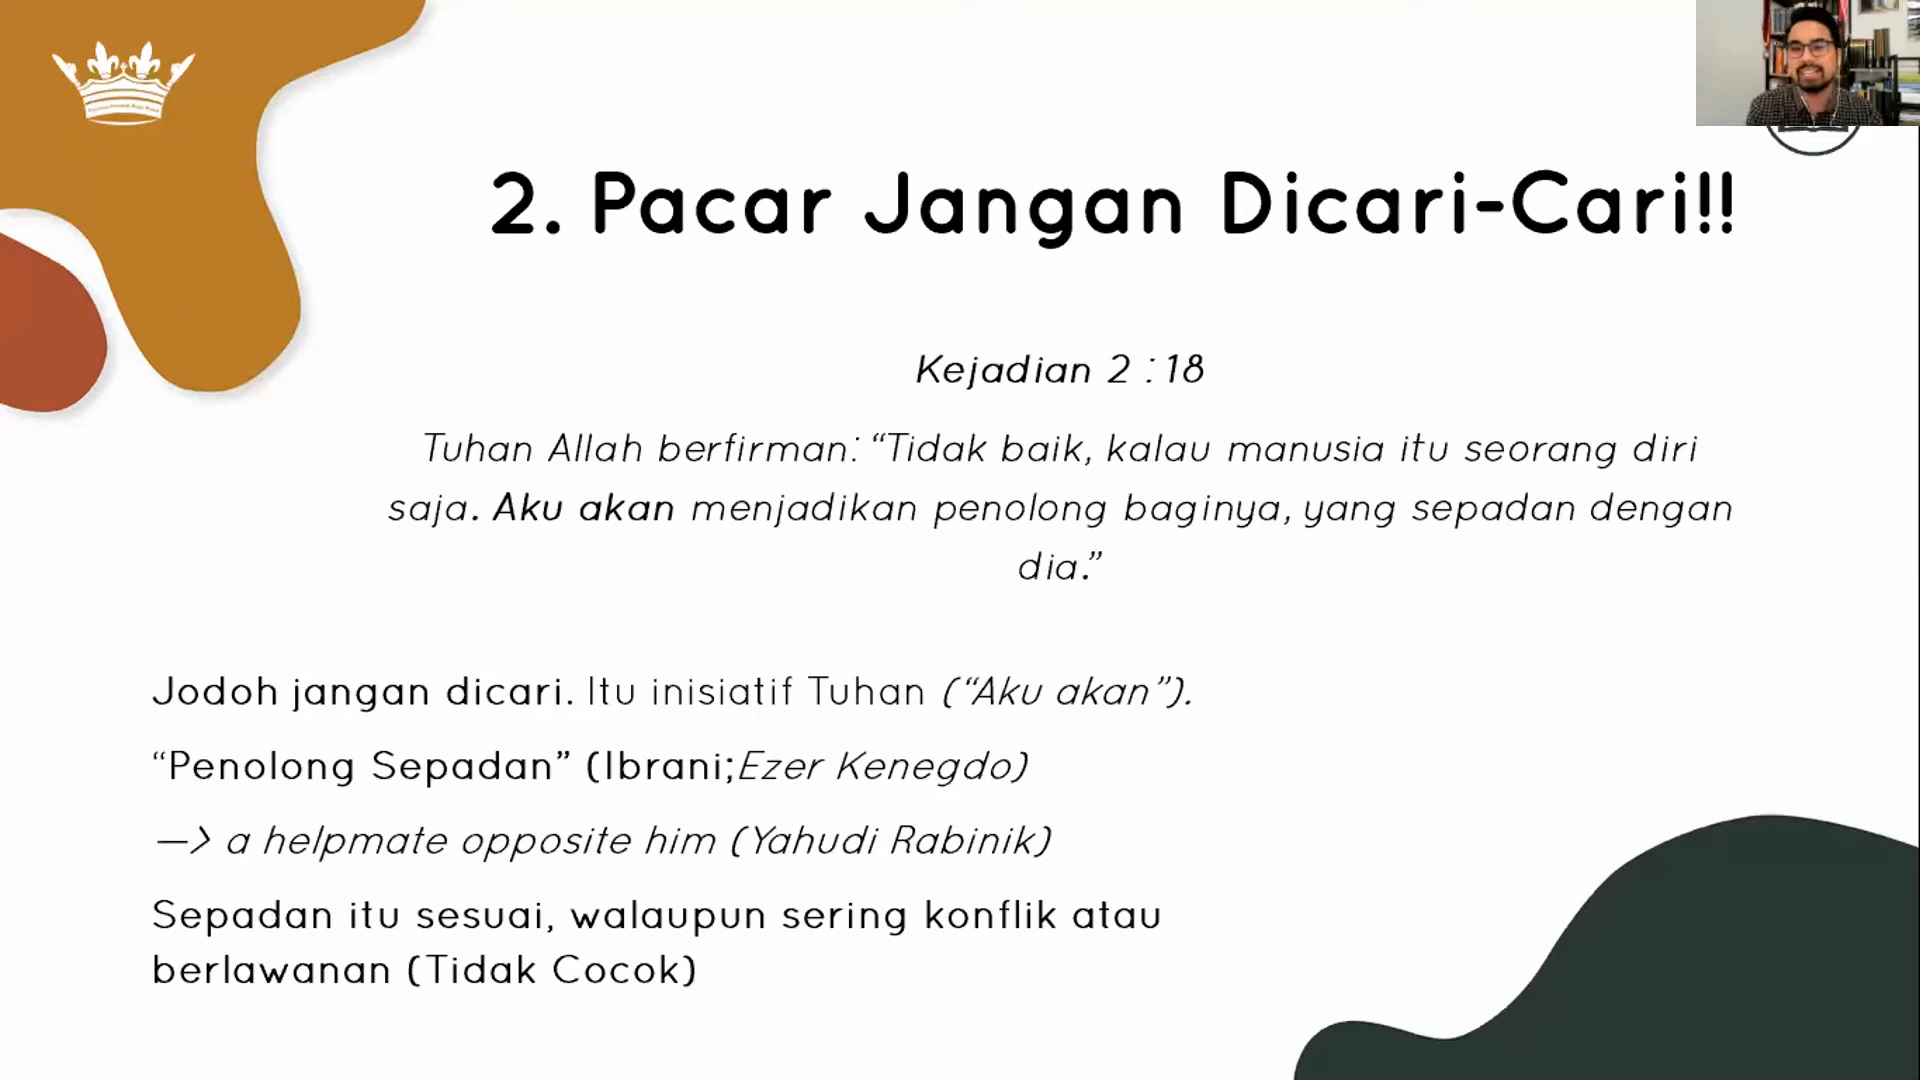 2. Pacar Jangan Dicari-Cari!!
Kejadian 2 : 18
Tuhan Allah berfirman: “Tidak baik, kalau manusia itu seorang diri
saja. Aku akan menjadikan penolong baginya, yang sepadan dengan
dia.”
Jodoh jangan dicari. Itu inisiatif Tuhan (“Aku akan”).
“Penolong Sepadan” (Ibrani;Ezer Kenegdo)
—> a helpmate opposite him (Yahudi Rabinik)
Sepadan itu sesuai, walaupun sering konflik atau
berlawanan (Tidak Cocok)